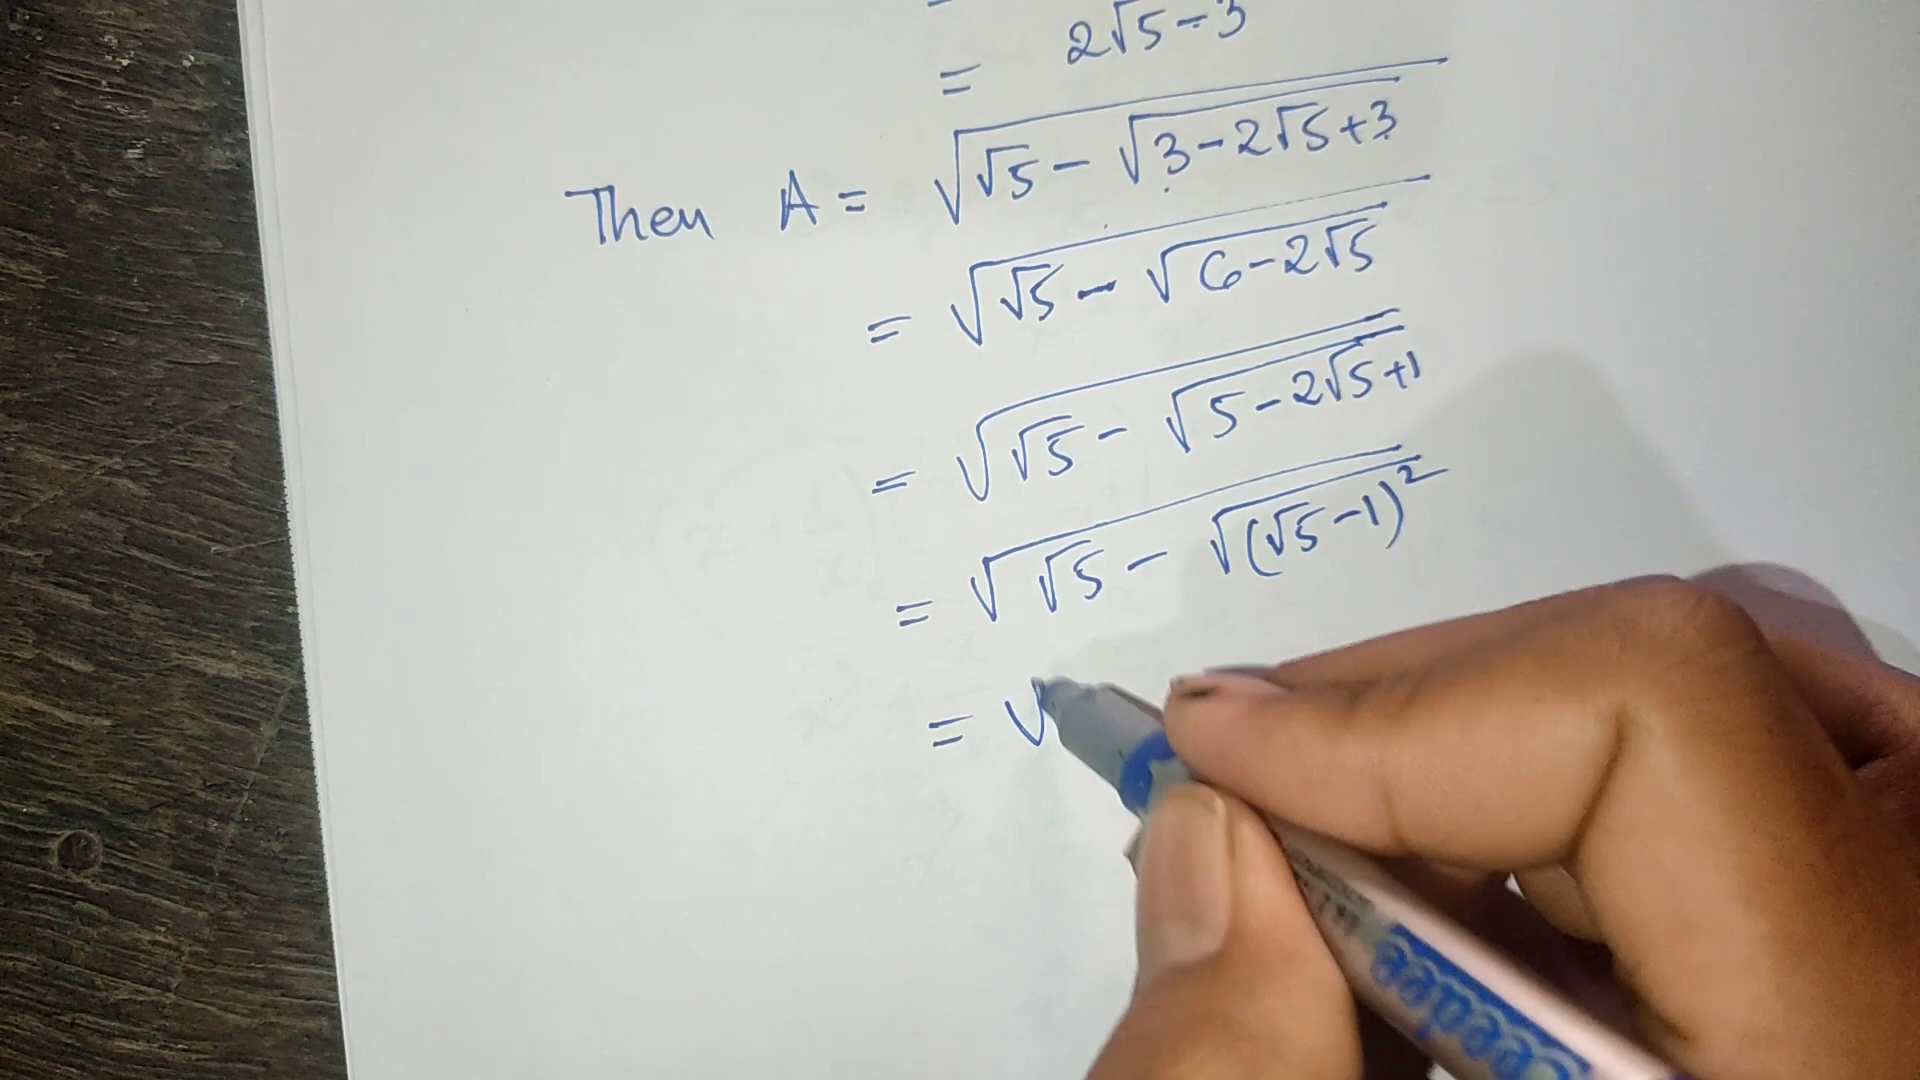 = 2√5-3
Then A = √(√5 - √(3-2√5+3))
= √(√5 - √(6-2√5))
= √(√5 - √(5-2√5+1))
= √(√5 - √((√5-1)²))
= √